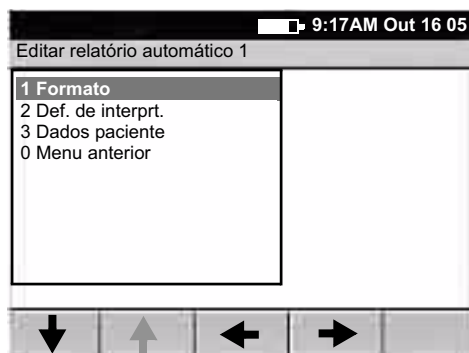 9:17AM Out 16 05
Editar relatório automático 1
1 Formato
2 Def. de interprt.
3 Dados paciente
0 Menu anterior